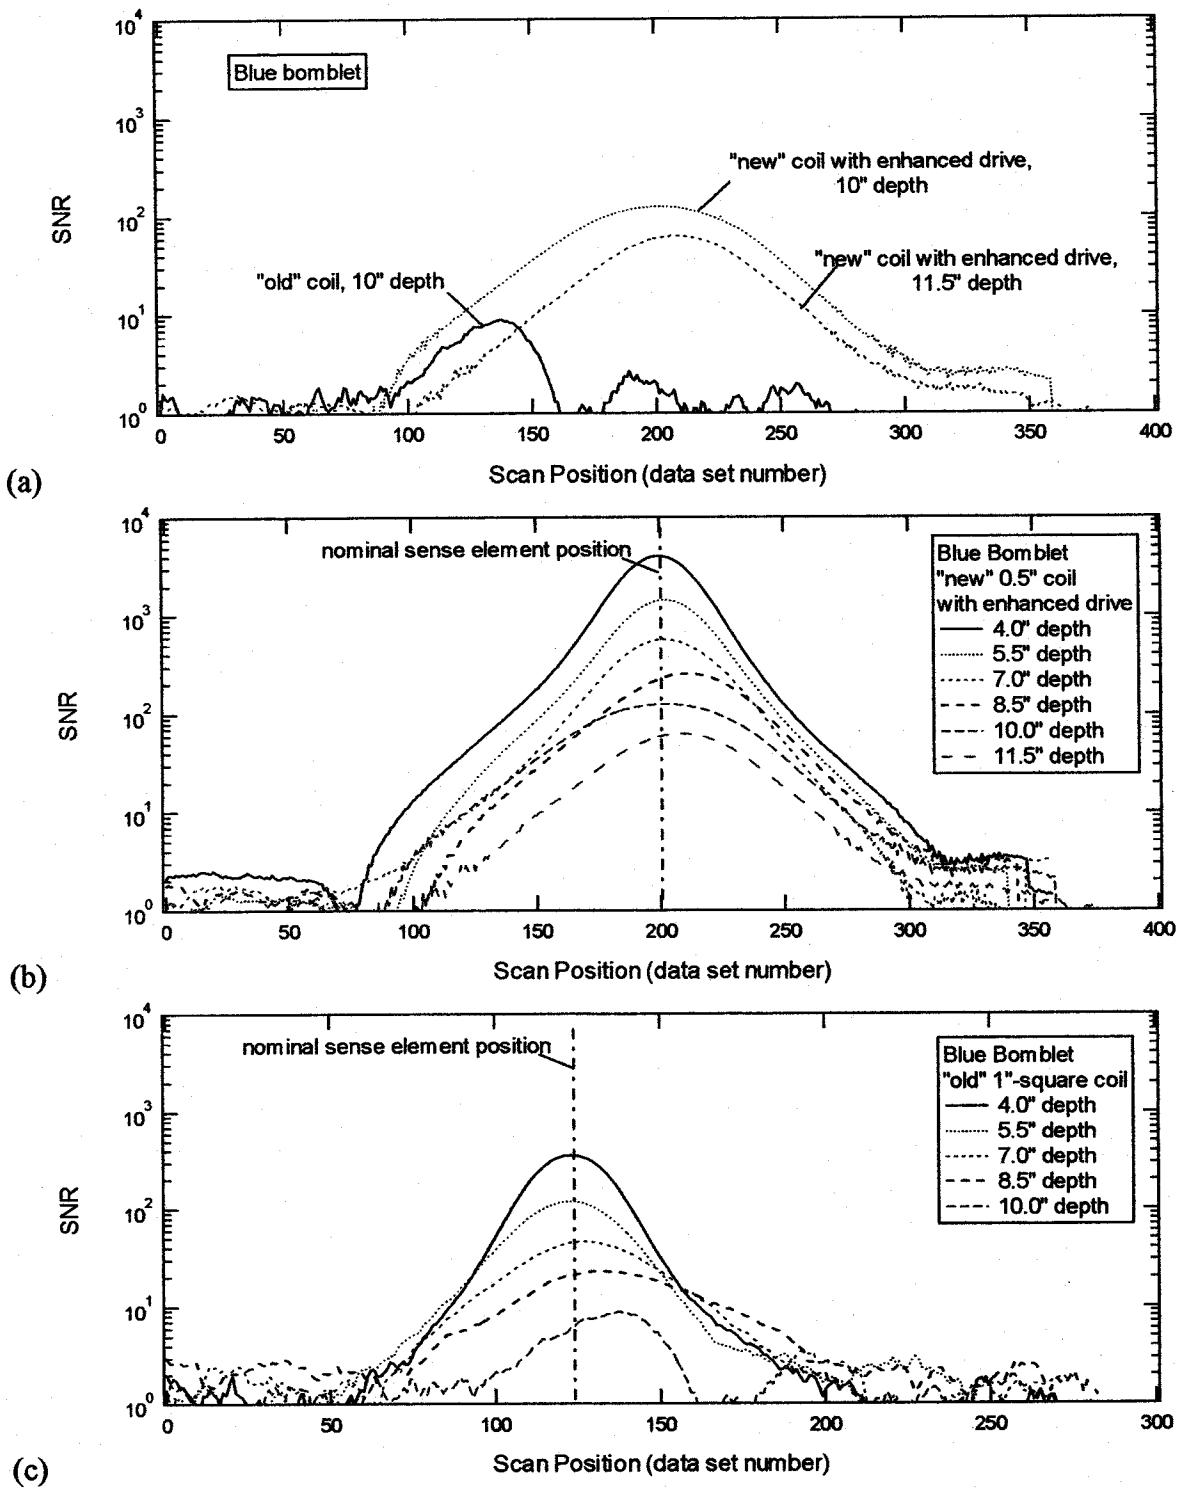 10^4
10^3
10^2
10^1
10^0
SNR
Blue bomblet
"new" coil with enhanced drive,
10" depth
"old" coil, 10" depth
"new" coil with enhanced drive,
11.5" depth
0 50 100 150 200 250 300 350 400
Scan Position (data set number)
(a)
10^4
10^3
10^2
10^1
10^0
SNR
nominal sense element position
Blue Bomblet
"new" 0.5" coil
with enhanced drive
4.0" depth
5.5" depth
7.0" depth
8.5" depth
10.0" depth
11.5" depth
0 50 100 150 200 250 300 350 400
Scan Position (data set number)
(b)
10^4
10^3
10^2
10^1
10^0
SNR
nominal sense element position
Blue Bomblet
"old" 1"-square coil
4.0" depth
5.5" depth
7.0" depth
8.5" depth
10.0" depth
0 50 100 150 200 250 300
Scan Position (data set number)
(c)